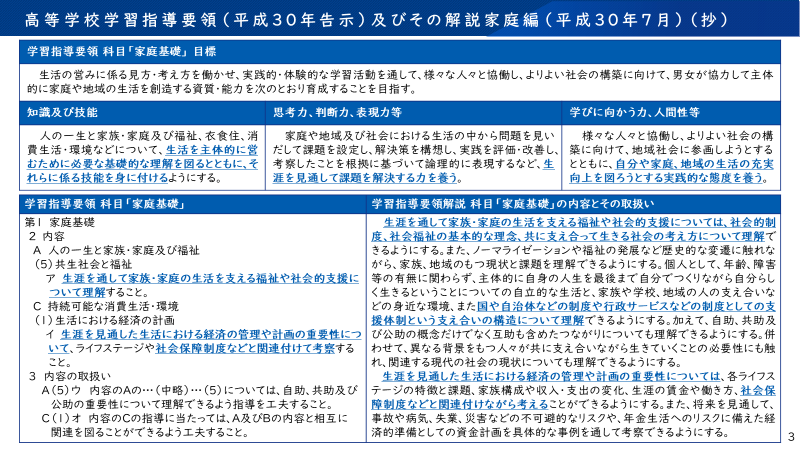 高等学校学習指導要領（平成３０年告示）及びその解説家庭編（平成３０年７月）（抄）
学習指導要領 科目「家庭基礎」 目標
生活の営みに係る見方・考え方を働かせ、実践的・体験的な学習活動を通して、様々な人々と協働し、よりよい社会の構築に向けて、男女が協力して主体
的に家庭や地域の生活を創造する資質・能力を次のとおり育成することを目指す。
知識及び技能
人の一生と家族・家庭及び福祉、衣食住、消
費生活・環境などについて、生活を主体的に営
むために必要な基礎的な理解を図るとともに、そ
れらに係る技能を身に付けるようにする。
思考力、判断力、表現力等
家庭や地域及び社会における生活の中から問題を見い
だして課題を設定し、解決策を構想し、実践を評価・改善し、
考察したことを根拠に基づいて論理的に表現するなど、生
涯を見通して課題を解決する力を養う。
学びに向かう力、人間性等
様々な人々と協働し、よりよい社会の構
築に向けて、地域社会に参画しようとする
とともに、自分や家庭、地域の生活の充実
向上を図ろうとする実践的な態度を養う。
学習指導要領 科目「家庭基礎」
第１ 家庭基礎
２ 内容
Ａ 人の一生と家族・家庭及び福祉
（５）共生社会と福祉
ア 生涯を通して家族・家庭の生活を支える福祉や社会的支援に
ついて理解すること。
Ｃ 持続可能な消費生活・環境
（１）生活における経済の計画
イ 生涯を見通した生活における経済の管理や計画の重要性につ
いて、ライフステージや社会保障制度などと関連付けて考察する
こと。
３ 内容の取扱い
Ａ（５）ウ 内容のＡの…（中略）…（５）については、自助、共助及び
公助の重要性について理解できるよう指導を工夫すること。
Ｃ（１）オ 内容のＣの指導に当たっては、Ａ及びＢの内容と相互に
関連を図ることができるよう工夫すること。
学習指導要領解説 科目「家庭基礎」の内容とその取扱い
生涯を通して家族・家庭の生活を支える福祉や社会的支援については、社会的制
度、社会福祉の基本的な理念、共に支え合って生きる社会の考え方について理解で
きるようにする。また、ノーマライゼーションや福祉の発展など歴史的な変遷に触れな
がら、家族、地域のもつ現状と課題を理解できるようにする。個人として、年齢、障害
等の有無に関わらず、主体的に自身の人生を最後まで自分でつくりながら自分らし
く生きるということについての自立的な生活と、家族や学校、地域の人の支え合いな
どの身近な環境、また国や自治体などの制度や行政サービスなどの制度としての支
援体制という支え合いの構造について理解できるようにする。加えて、自助、共助及
び公助の概念だけでなく互助も含めたつながりについても理解できるようにする。併
わせて、異なる背景をもつ人々が共に支え合いながら生きていくことの必要性にも触
れ、関連する現代の社会の現状についても理解できるようにする。
生涯を見通した生活における経済の管理や計画の重要性については、各ライフス
テージの特徴と課題、家族構成や収入・支出の変化、生涯の賃金や働き方、社会保
障制度などと関連付けながら考えることができるようにする。また、将来を見通して、
事故や病気、失業、災害などの不可避的なリスクや、年金生活へのリスクに備えた経
済的準備としての資金計画を具体的な事例を通して考察できるようにする。
3